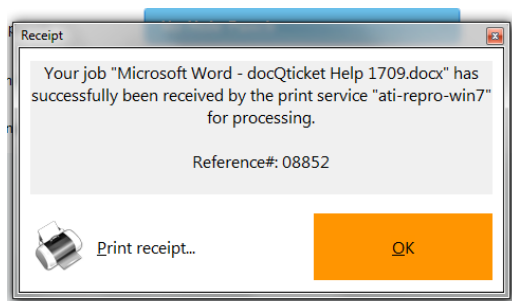 Receipt
Your job "Microsoft Word - docQticket Help 1709.docx" has
successfully been received by the print service "ati-repro-win7"
for processing.
Reference#: 08852
Print receipt...
OK